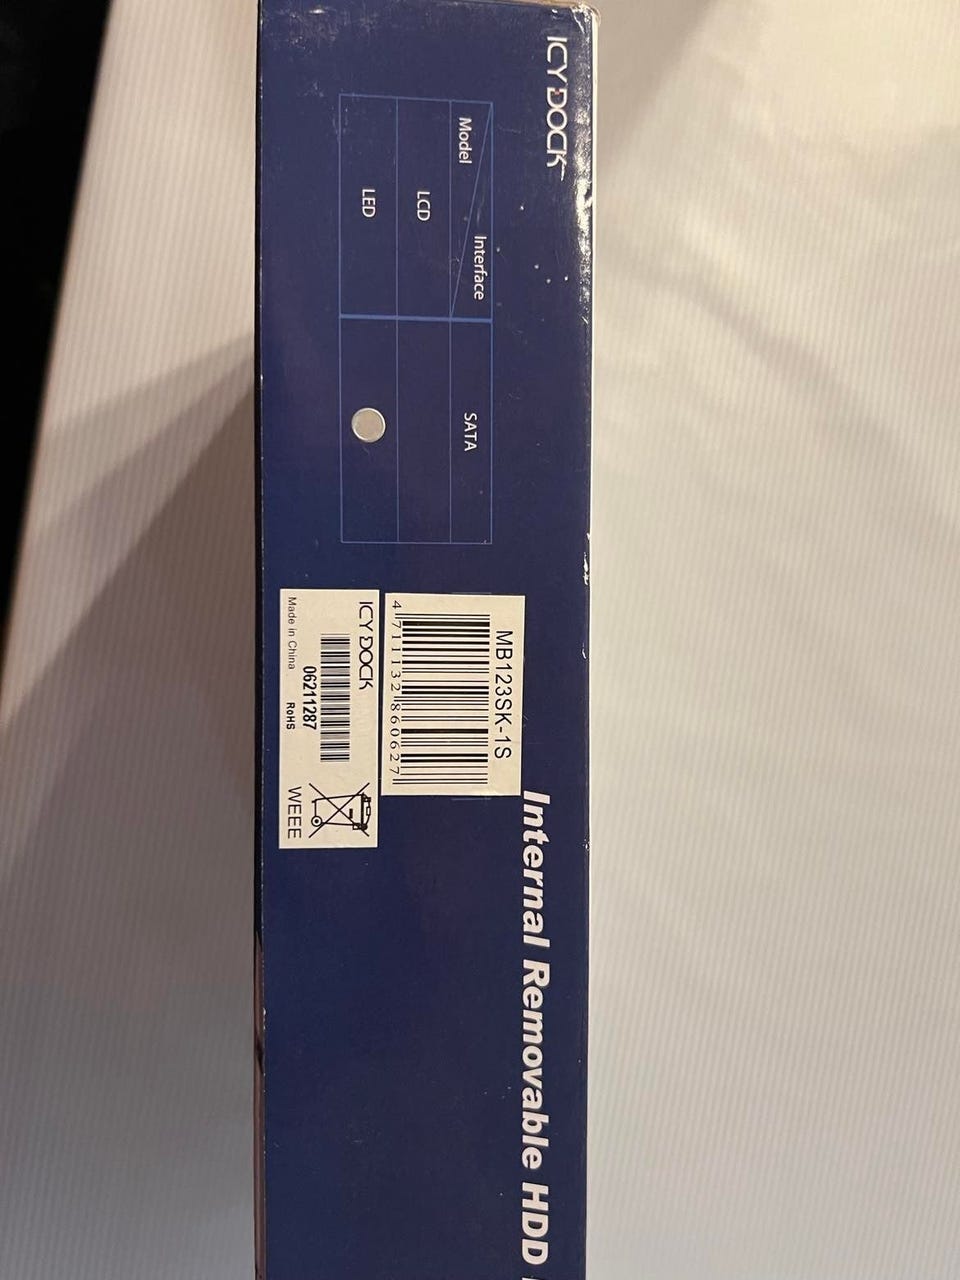 ICY DOCK
Model
Interface
SATA
LCD
LED
MB123SK-1S
4 711132 860627
ICY DOCK
06211287
Made in China
RoHS
WEEE
Internal Removable HDD